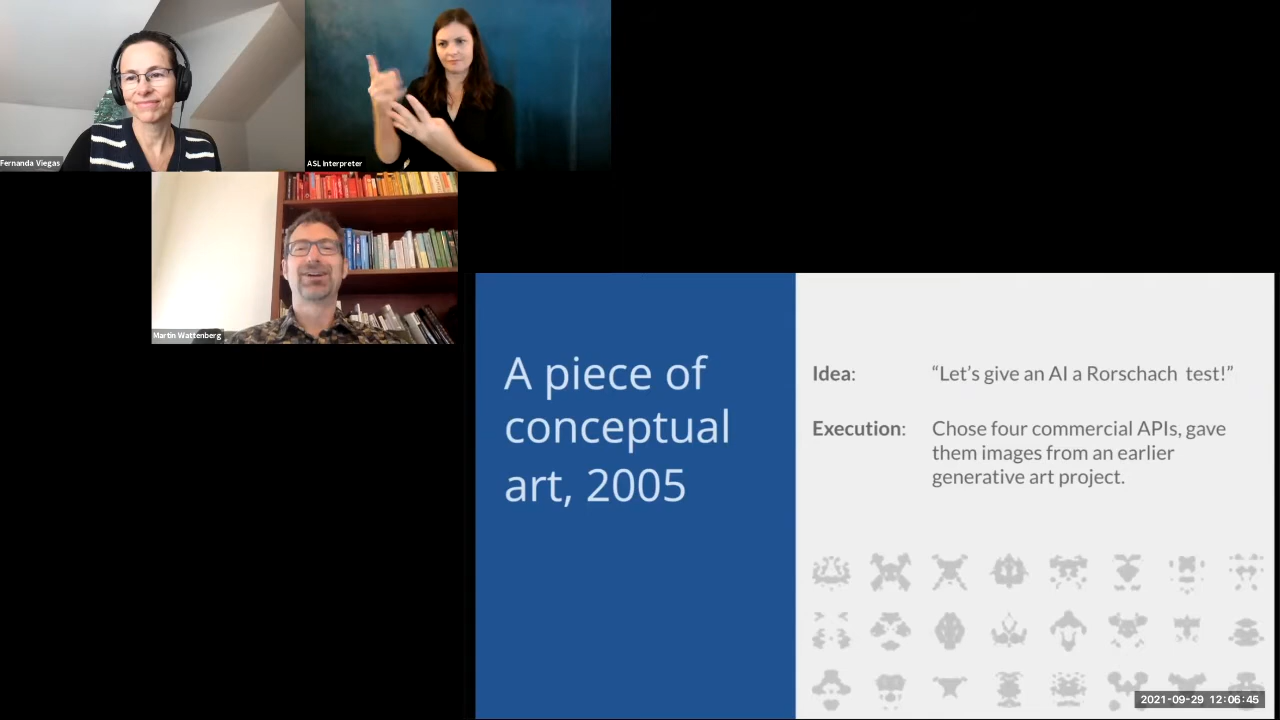 Fernanda Viegas
ASL Interpreter
Martin Wattenberg
A piece of
conceptual
art, 2005
Idea: “Let’s give an AI a Rorschach test!”
Execution: Chose four commercial APIs, gave
them images from an earlier
generative art project.
2021-09-29 12:06:45